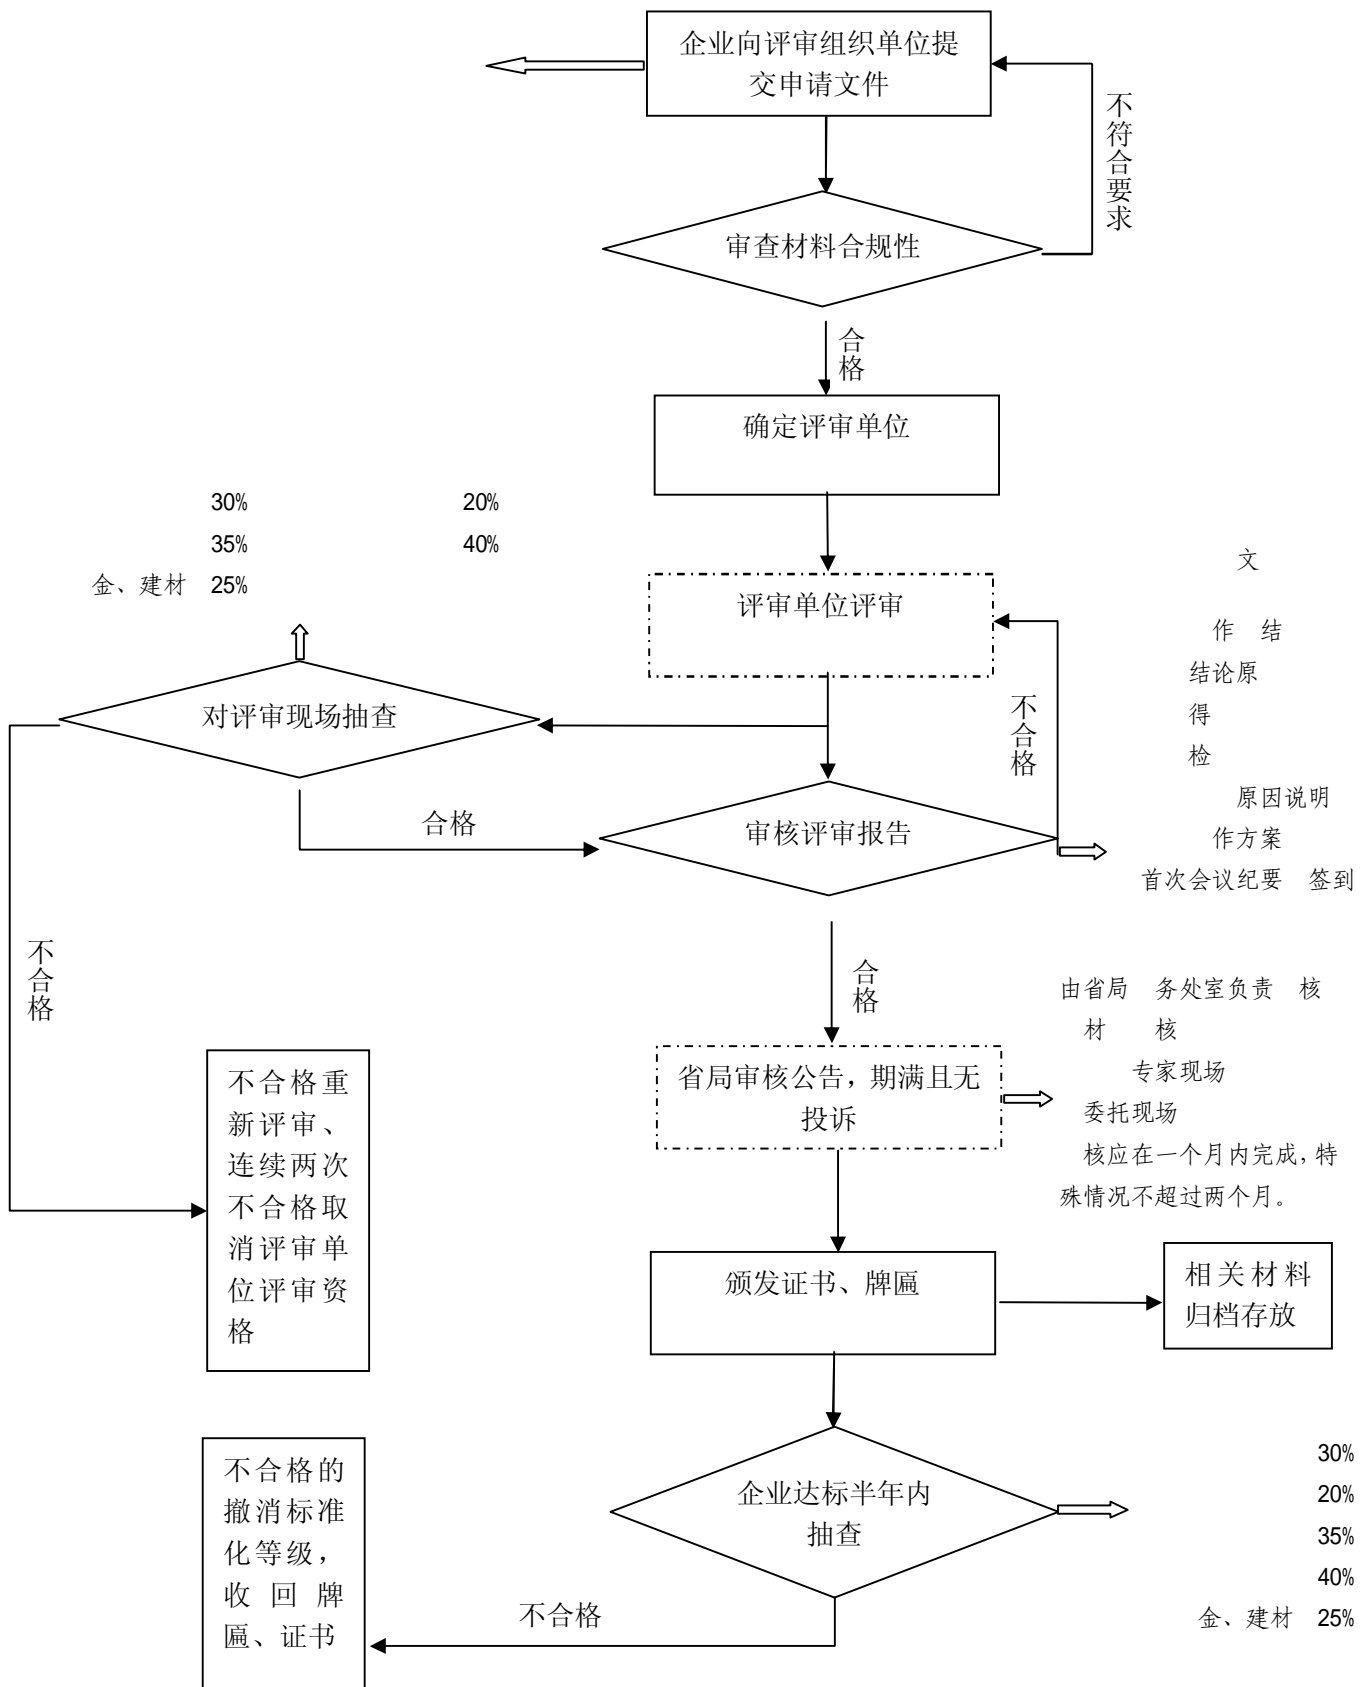 企业向评审组织单位提
交申请文件
不符合要求
审查材料合规性
合格
确定评审单位
30% 20%
35% 40%
金、建材 25%
评审单位评审
文
作 结
结论原
得
检
原因说明
作方案
首次会议纪要 签到
不合格
对评审现场抽查
合格
审核评审报告
不合格
合格
由省局 务处室负责 核
材 核
专家现场
委托现场
核应在一个月内完成,特
殊情况不超过两个月。
省局审核公告，期满且无
投诉
不合格重
新评审、
连续两次
不合格取
消评审单
位评审资
格
颁发证书、牌匾
相关材料
归档存放
企业达标半年内
抽查
30%
20%
35%
40%
金、建材 25%
不合格
不合格的
撤消标准
化等级，
收回牌
匾、证书